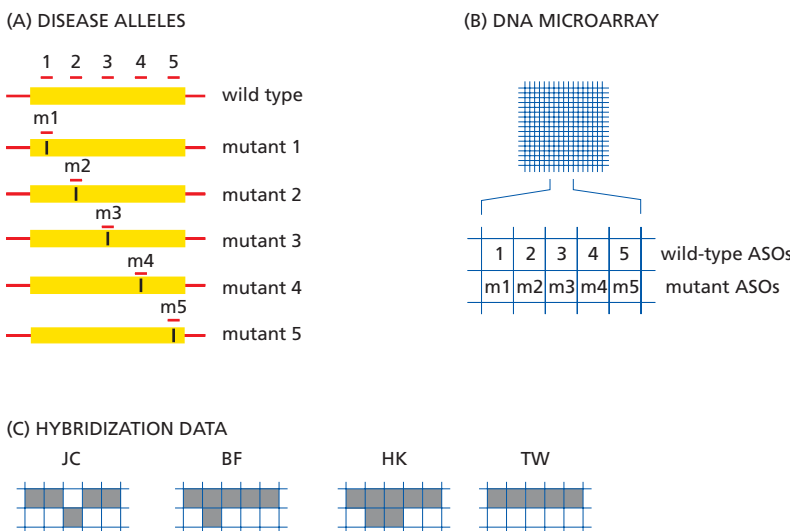 (A) DISEASE ALLELES
1 2 3 4 5
wild type
m1
mutant 1
m2
mutant 2
m3
mutant 3
m4
mutant 4
m5
mutant 5
(B) DNA MICROARRAY
1 2 3 4 5 wild-type ASOs
m1 m2 m3 m4 m5 mutant ASOs
(C) HYBRIDIZATION DATA
JC BF HK TW